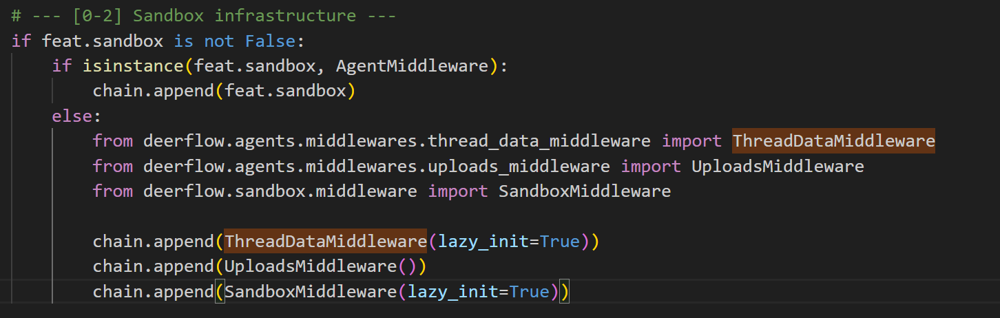 # --- [0-2] Sandbox infrastructure ---
if feat.sandbox is not False:
    if isinstance(feat.sandbox, AgentMiddleware):
        chain.append(feat.sandbox)
    else:
        from deerflow.agents.middlewares.thread_data_middleware import ThreadDataMiddleware
        from deerflow.agents.middlewares.uploads_middleware import UploadsMiddleware
        from deerflow.sandbox.middleware import SandboxMiddleware

        chain.append(ThreadDataMiddleware(lazy_init=True))
        chain.append(UploadsMiddleware())
        chain.append(SandboxMiddleware(lazy_init=True))